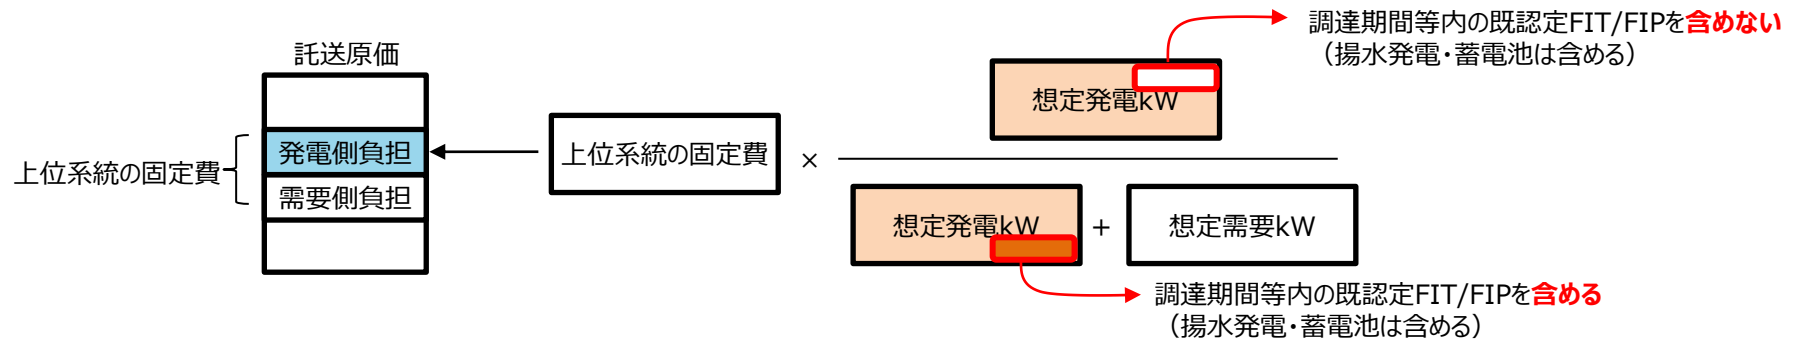 調達期間等内の既認定FIT/FIPを含めない
（揚水発電・蓄電池は含める）
託送原価
想定発電kW
上位系統の固定費
発電側負担
需要側負担
上位系統の固定費
×
想定発電kW
+
想定需要kW
調達期間等内の既認定FIT/FIPを含める
（揚水発電・蓄電池は含める）